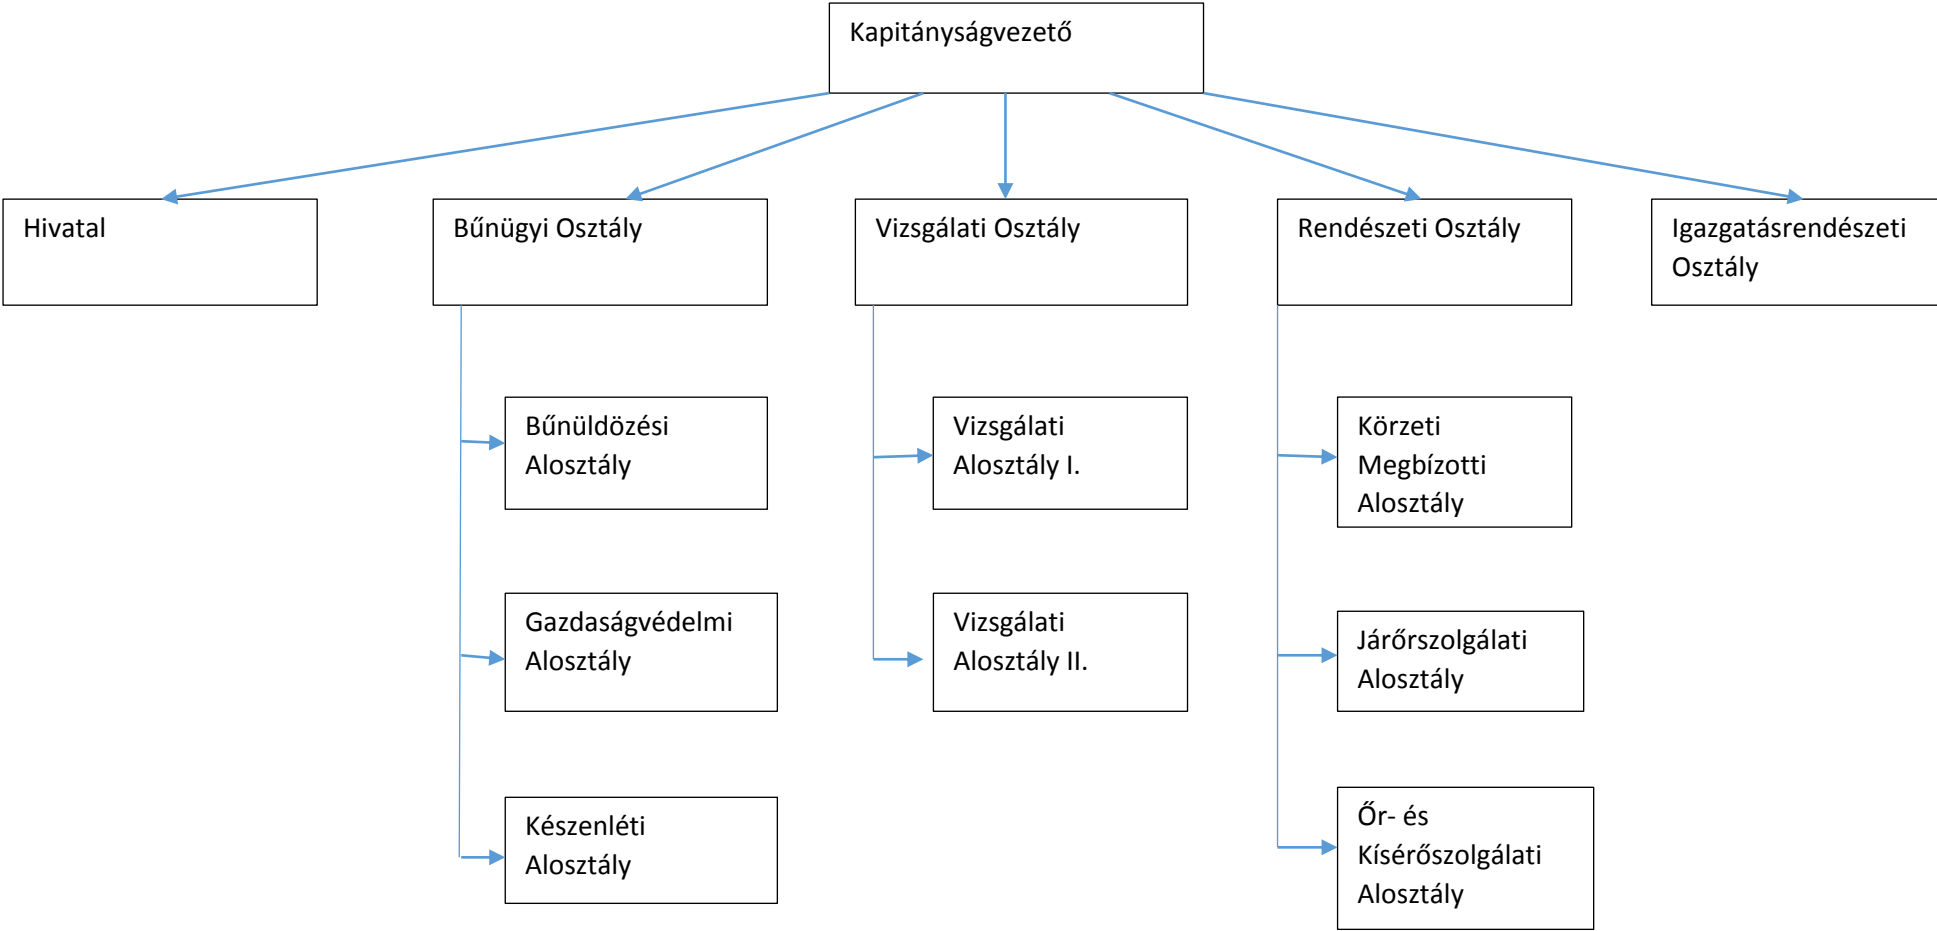 Kapitányságvezető
Hivatal
Bűnügyi Osztály
Vizsgálati Osztály
Rendészeti Osztály
Igazgatásrendészeti
Osztály
Bűnüldözési
Alosztály
Vizsgálati
Alosztály I.
Körzeti
Megbízotti
Alosztály
Gazdaságvédelmi
Alosztály
Vizsgálati
Alosztály II.
Járőrszolgálati
Alosztály
Készenléti
Alosztály
Őr- és
Kísérőszolgálati
Alosztály